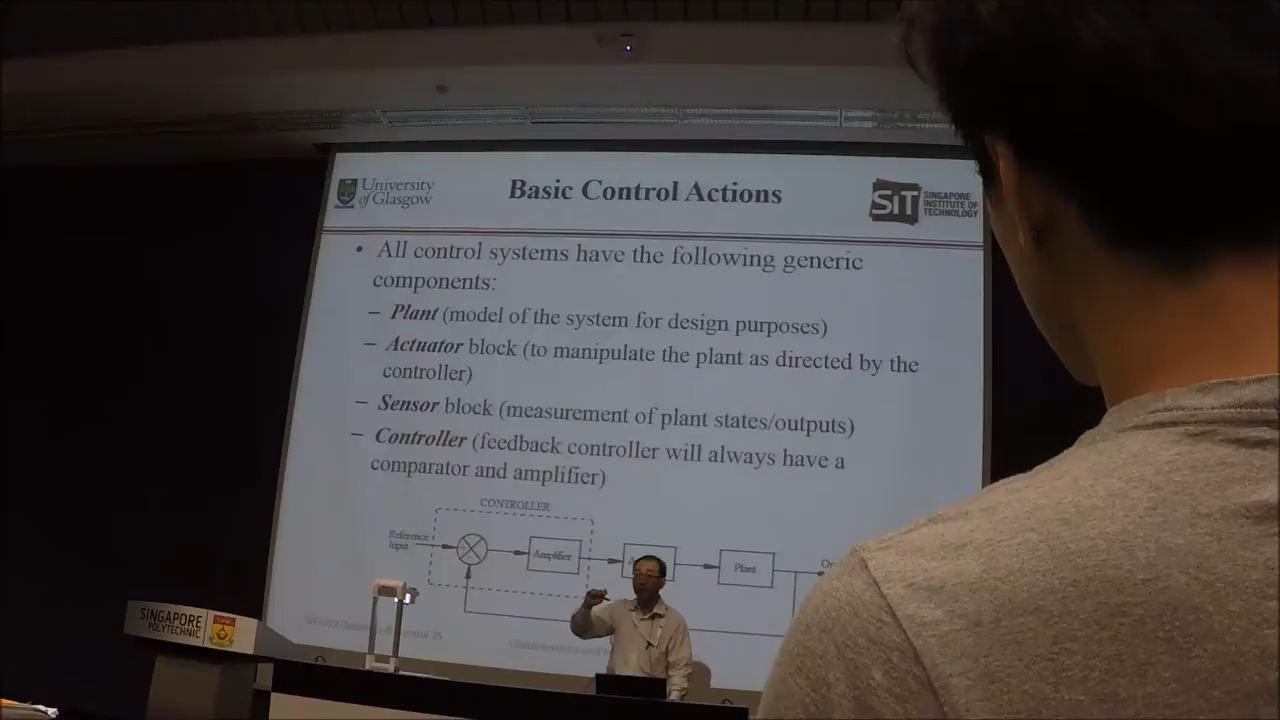 University
of Glasgow
Basic Control Actions
SiT
SINGAPORE
INSTITUTE OF
TECHNOLOGY
• All control systems have the following generic
components:
– Plant (model of the system for design purposes)
– Actuator block (to manipulate the plant as directed by the
controller)
– Sensor block (measurement of plant states/outputs)
– Controller (feedback controller will always have a
comparator and amplifier)
CONTROLLER
Reference
Input
Amplifier
Plant
SINGAPORE
POLYTECHNIC